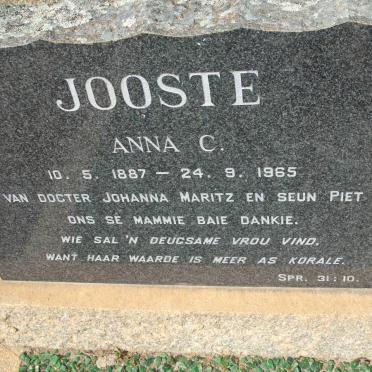 JOOSTE
ANNA C.
10. 5. 1887 — 24. 9. 1965
VAN DOCTER JOHANNA MARITZ EN SEUN PIET
ONS SÊ MAMMIE BAIE DANKIE.
WIE SAL 'N DEUGSAME VROU VIND,
WANT HAAR WAARDE IS MEER AS KORALE.
SPR. 31:10.